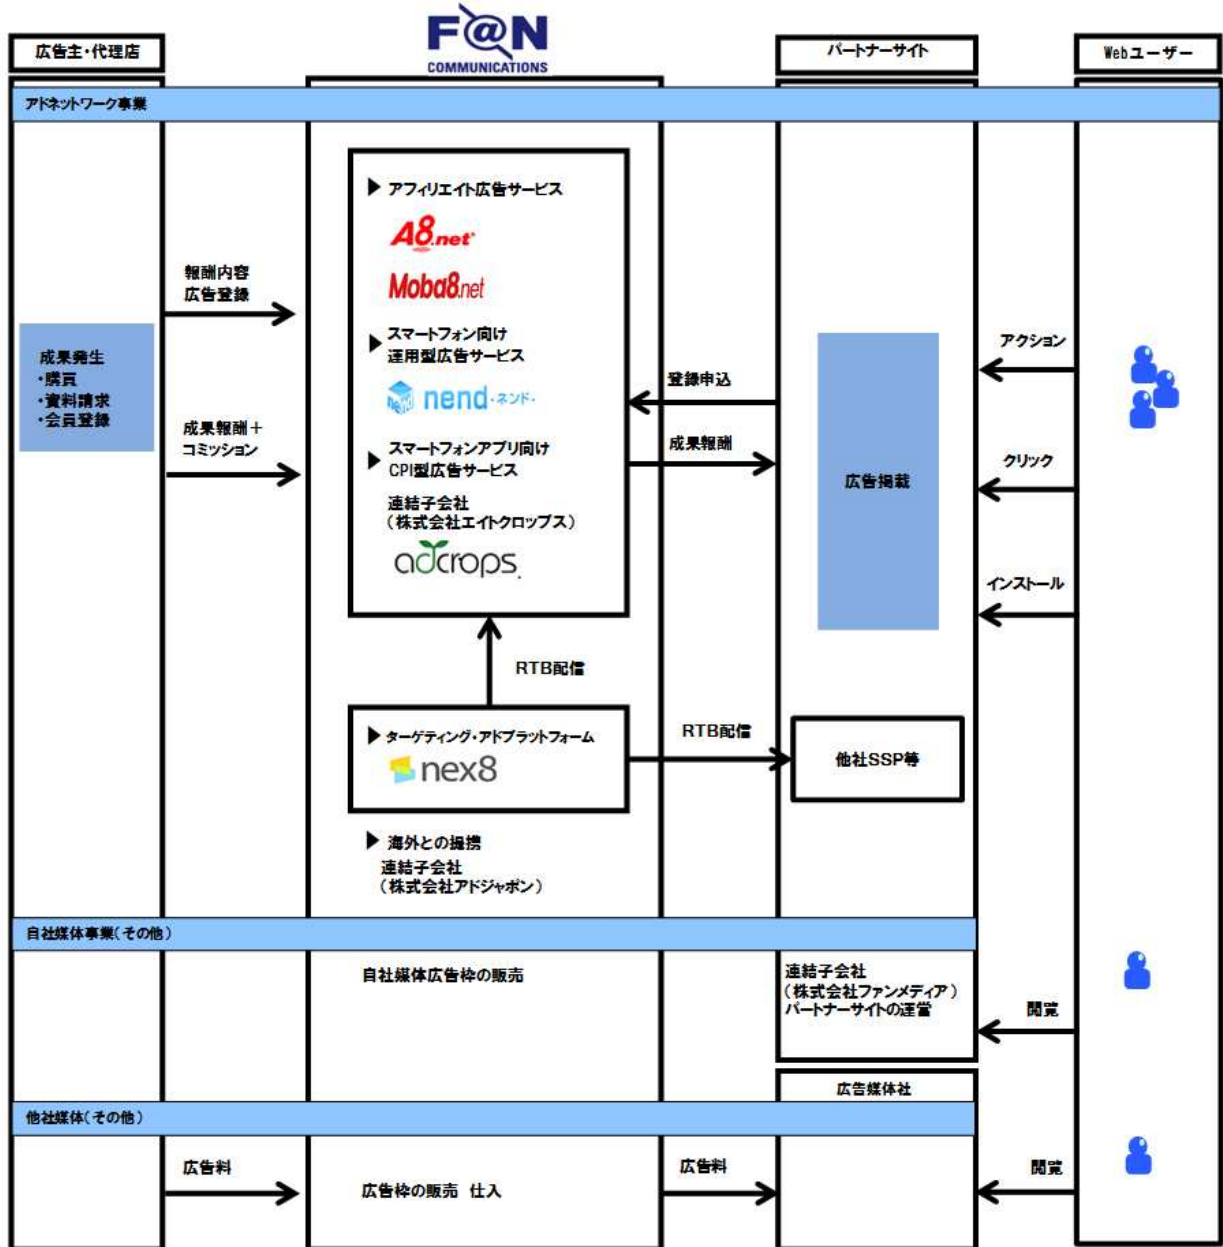 F@N
COMMUNICATIONS
広告主・代理店
パートナーサイト
Webユーザー
アドネットワーク事業
▶ アフィリエイト広告サービス
A8.net
Moba8.net
報酬内容
広告登録
▶ スマートフォン向け
運用型広告サービス
nend -ネンド-
成果発生
・購買
・資料請求
・会員登録
成果報酬＋
コミッション
▶ スマートフォンアプリ向け
CPI型広告サービス
連結子会社
（株式会社エイトクロップス）
adcrops.
登録申込
成果報酬
広告掲載
アクション
クリック
インストール
RTB配信
▶ ターゲティング・アドプラットフォーム
nex8
RTB配信
他社SSP等
▶ 海外との提携
連結子会社
（株式会社アドジャポン）
自社媒体事業（その他）
自社媒体広告枠の販売
連結子会社
（株式会社ファンメディア）
パートナーサイトの運営
閲覧
広告媒体社
他社媒体（その他）
広告料
広告枠の販売 仕入
広告料
閲覧